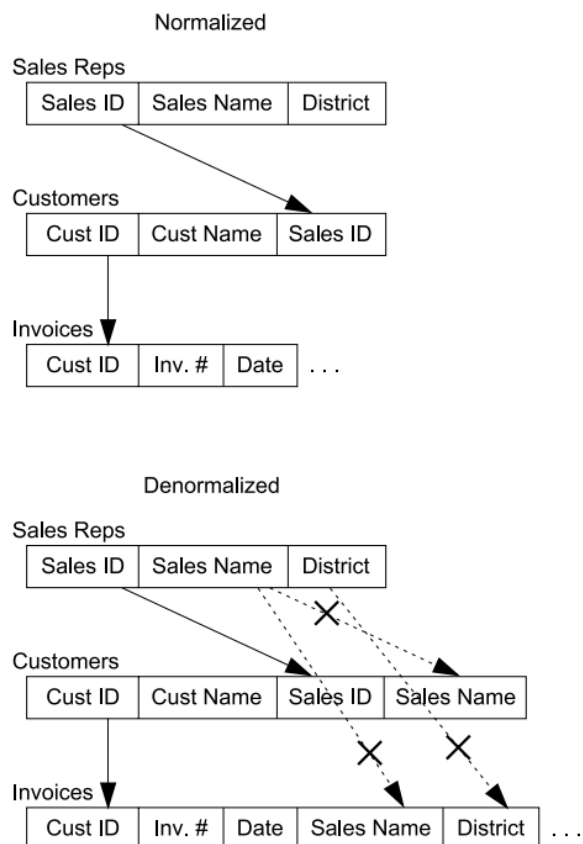 Normalized
Sales Reps
Sales ID Sales Name District
Customers
Cust ID Cust Name Sales ID
Invoices
Cust ID Inv. # Date . . .
Denormalized
Sales Reps
Sales ID Sales Name District
Customers
Cust ID Cust Name Sales ID Sales Name
Invoices
Cust ID Inv. # Date Sales Name District . . .